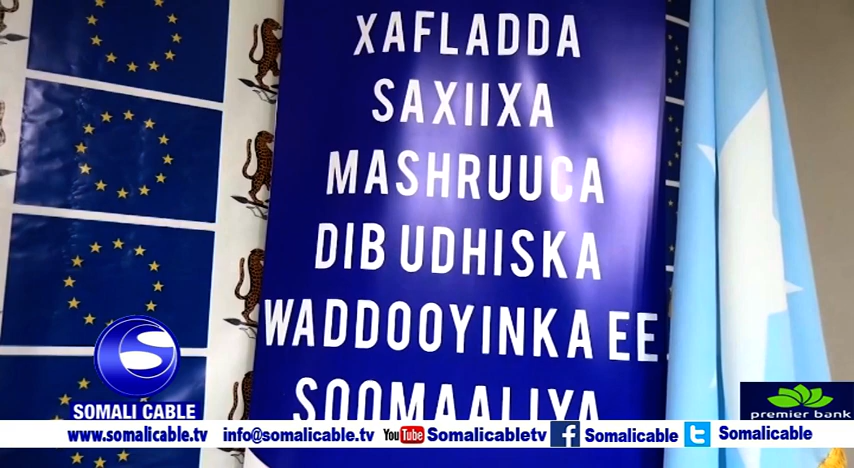 XAFLADDA
SAXIIXA
MASHRUUCA
DIB UDHISKA
WADDOOYINKA EE
SOOMAALIYA
S
SOMALI CABLE
premier bank
www.somalicable.tv info@somalicable.tv YouTube Somalicabletv f Somalicable t Somalicable